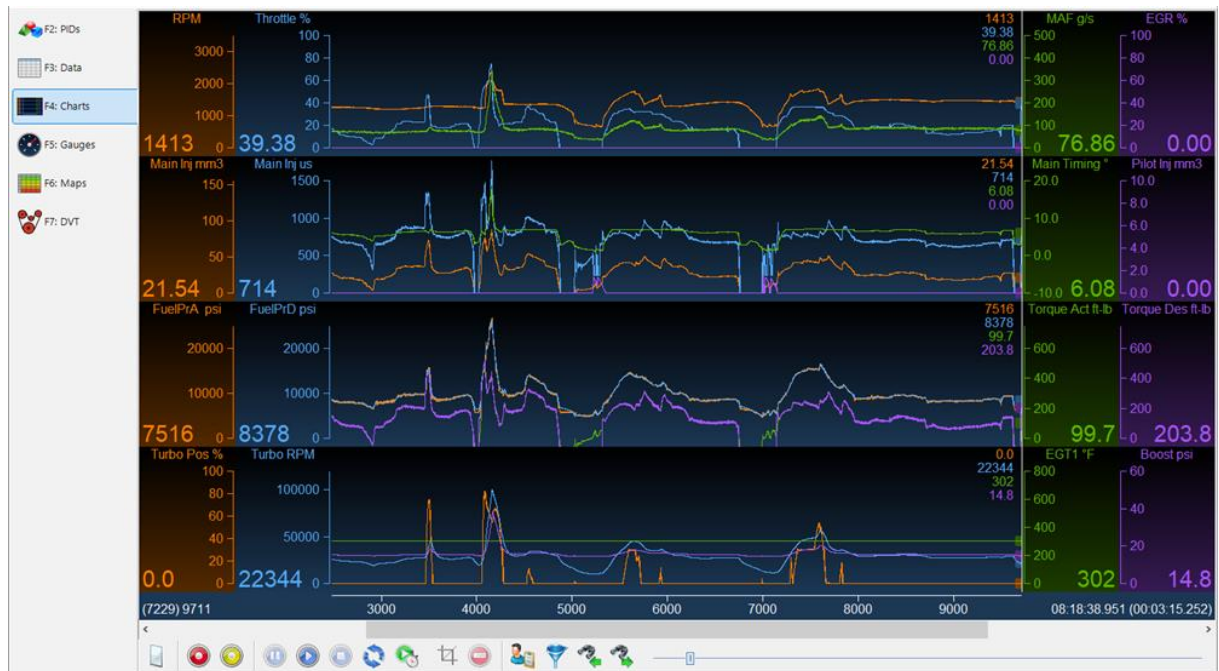 F2: PIDs
F3: Data
F4: Charts
F5: Gauges
F6: Maps
F7: DVT
RPM Throttle % MAF g/s EGR %
3000 2000 1000 0
100 80 60 40 20 0
1413
39.38
76.86
0.00
500 400 300 200 100 0
100 80 60 40 20 0
1413 39.38 76.86 0.00
Main Inj mm3 Main Inj us Main Timing ° Pilot Inj mm3
150 100 50 0
1500 1000 500 0
21.54
714
6.08
0.00
20.0 10.0 0.0 -10.0
10.0 8.0 6.0 4.0 2.0 0.0
21.54 714 6.08 0.00
FuelPrA psi FuelPrD psi Torque Act ft-lb Torque Des ft-lb
20000 10000 0
20000 10000 0
7516
8378
99.7
203.8
600 400 200 0
600 400 200 0
7516 8378 99.7 203.8
Turbo Pos % Turbo RPM EGT1 °F Boost psi
100 80 60 40 20 0
100000 50000 0
0.0
22344
302
14.8
800 600 400 200 0
60 40 20 0
0.0 22344 302 14.8
(7229) 9711 3000 4000 5000 6000 7000 8000 9000 08:18:38.951 (00:03:15.252)